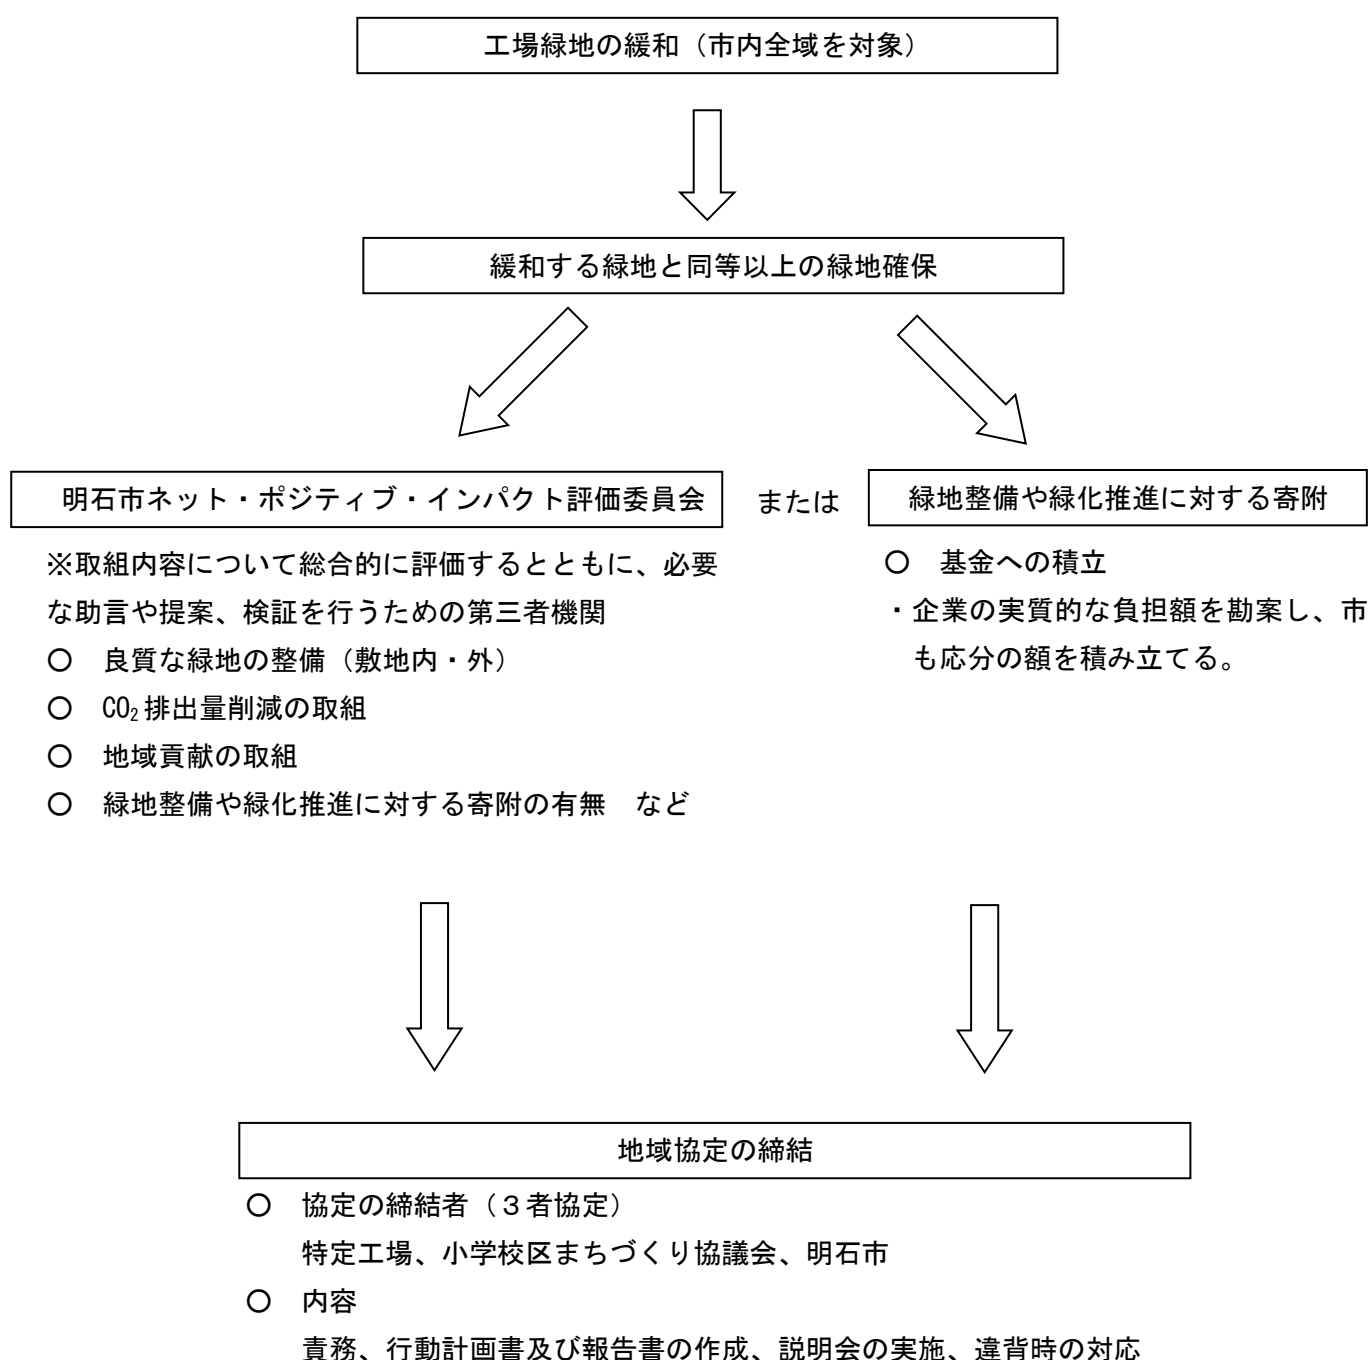 工場緑地の緩和（市内全域を対象）
緩和する緑地と同等以上の緑地確保
明石市ネット・ポジティブ・インパクト評価委員会
※取組内容について総合的に評価するとともに、必要
な助言や提案、検証を行うための第三者機関
○　良質な緑地の整備（敷地内・外）
○　CO₂排出量削減の取組
○　地域貢献の取組
○　緑地整備や緑化推進に対する寄附の有無　など
または
緑地整備や緑化推進に対する寄附
○　基金への積立
・企業の実質的な負担額を勘案し、市
も応分の額を積み立てる。
地域協定の締結
○　協定の締結者（３者協定）
特定工場、小学校区まちづくり協議会、明石市
○　内容
責務、行動計画書及び報告書の作成、説明会の実施、違背時の対応